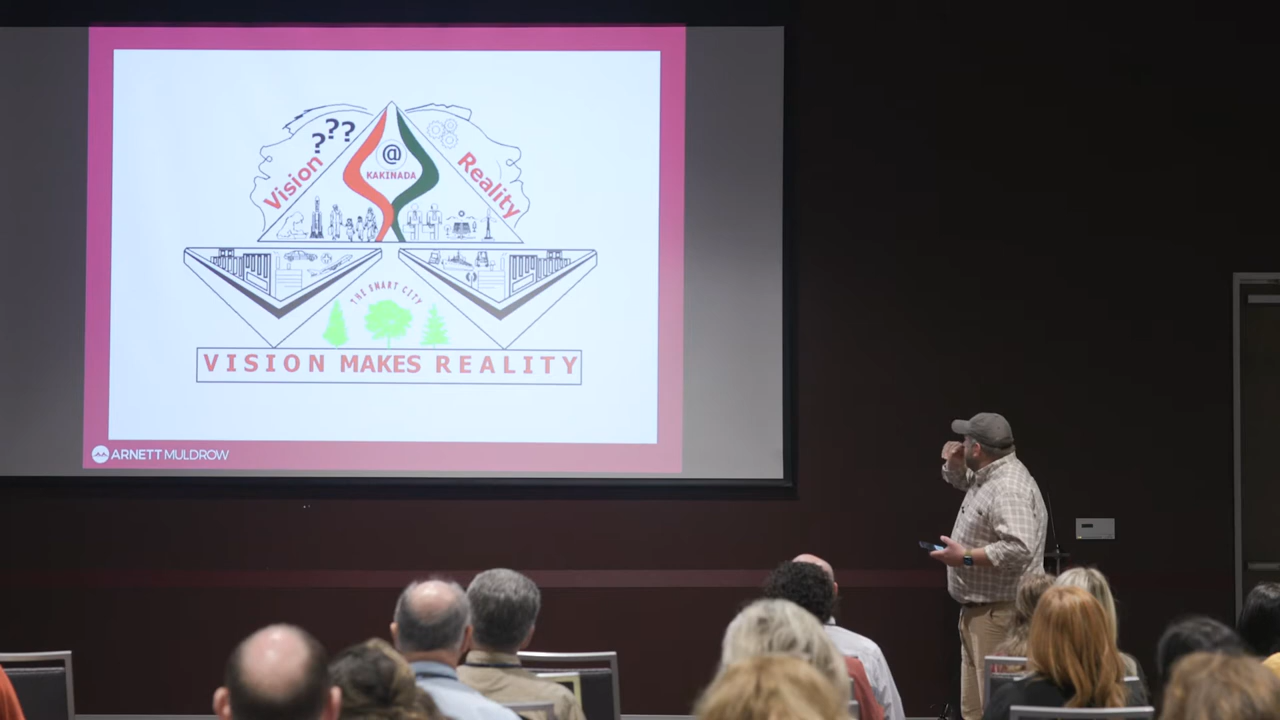 ???
Vision
Reality
@
KAKINADA
THE SMART CITY
VISION MAKES REALITY
ARNETT MULDROW